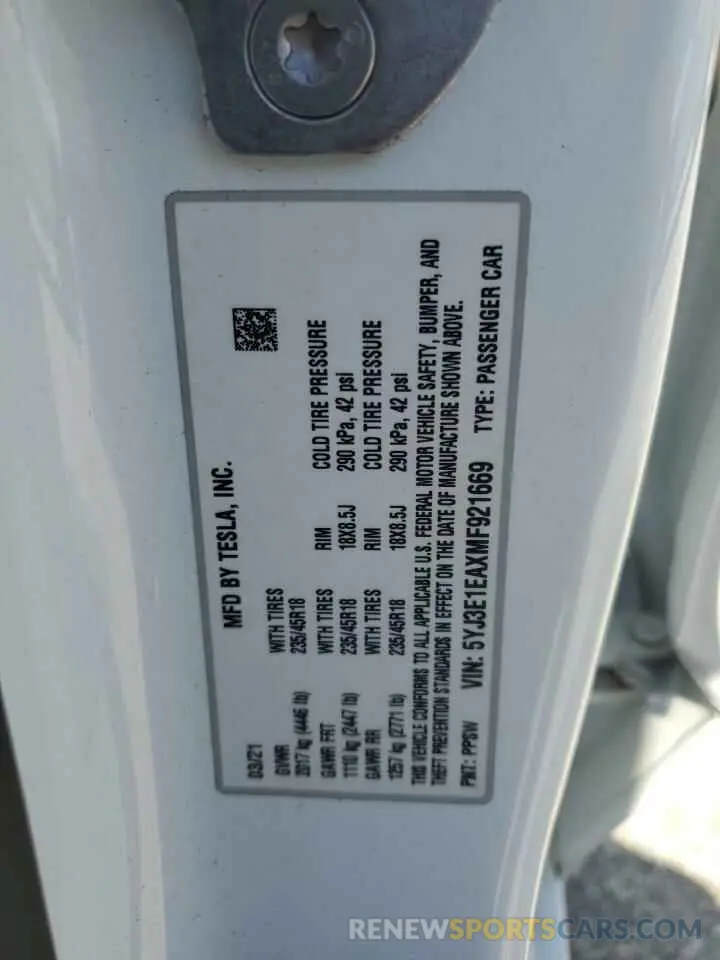 MFD BY TESLA, INC.
03/21
GVWR WITH TIRES
2017 kg (4446 lb) 235/45R18
GAWR FRT WITH TIRES RIM COLD TIRE PRESSURE
1110 kg (2447 lb) 235/45R18 18X8.5J 290 kPa, 42 psi
GAWR RR WITH TIRES RIM COLD TIRE PRESSURE
1257 kg (2771 lb) 235/45R18 18X8.5J 290 kPa, 42 psi
THIS VEHICLE CONFORMS TO ALL APPLICABLE U.S. FEDERAL MOTOR VEHICLE SAFETY, BUMPER, AND
THEFT PREVENTION STANDARDS IN EFFECT ON THE DATE OF MANUFACTURE SHOWN ABOVE.
PNT: PPSW VIN: 5YJ3E1EAXMF921669 TYPE: PASSENGER CAR
RENEWSPORTSCARS.COM